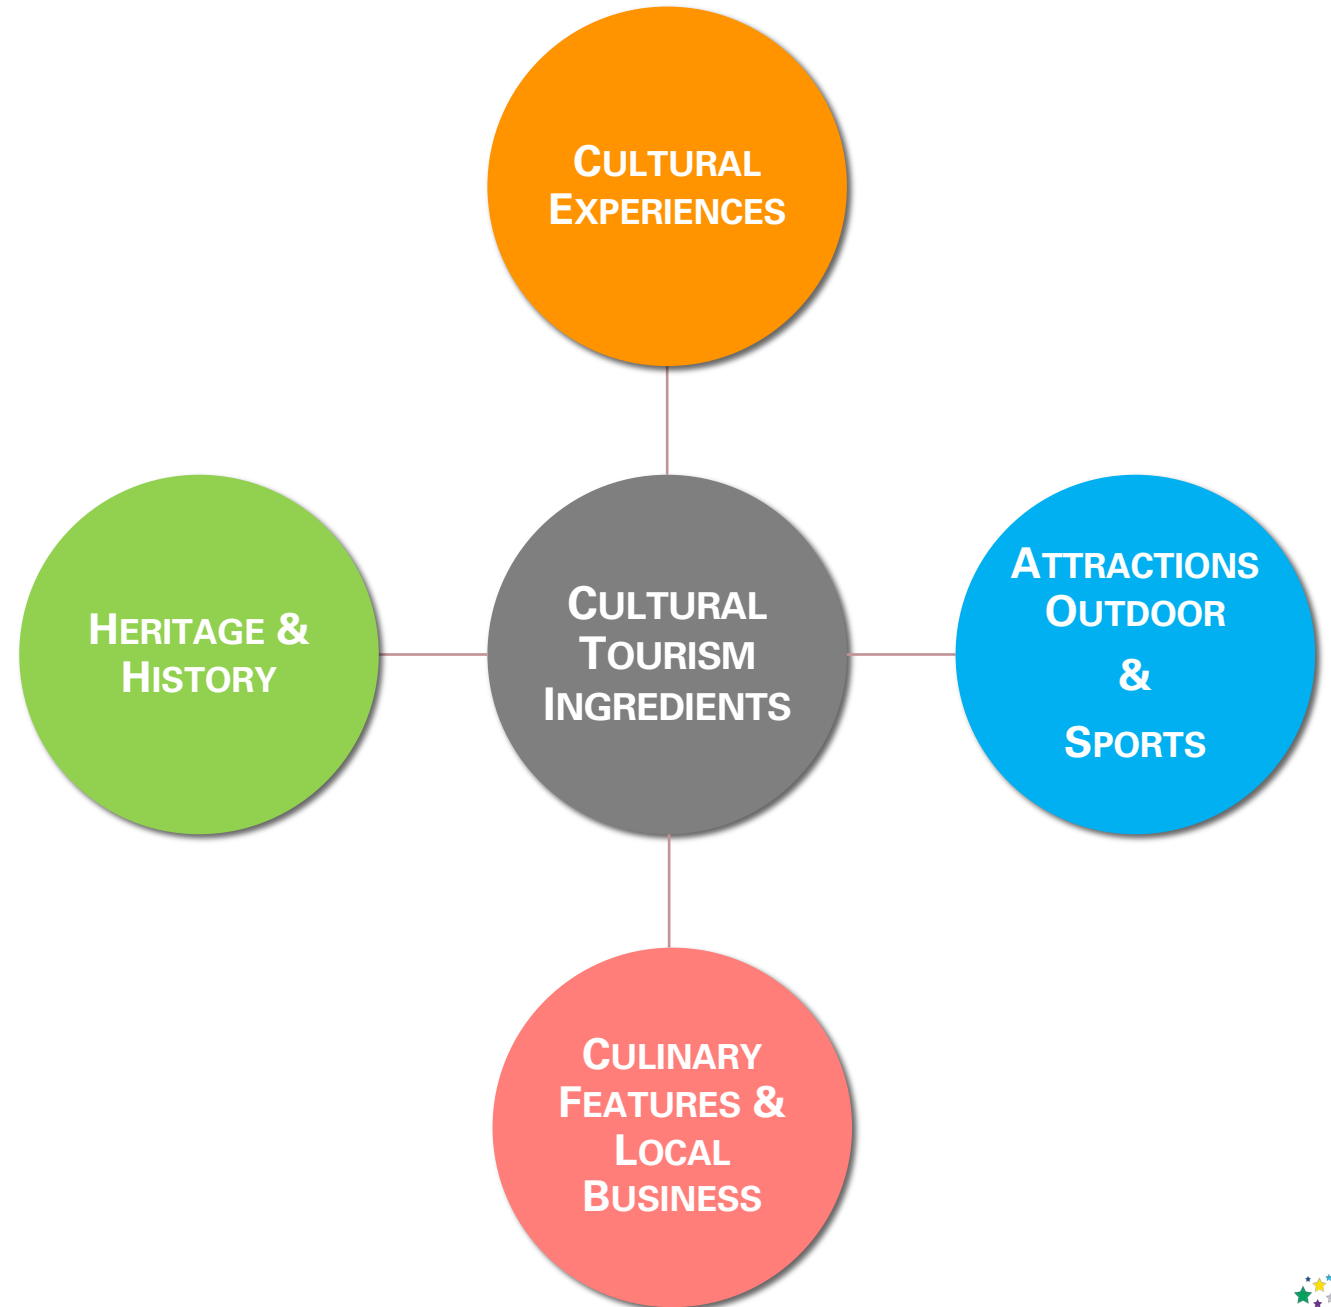 CULTURAL
EXPERIENCES
HERITAGE &
HISTORY
CULTURAL
TOURISM
INGREDIENTS
ATTRACTIONS
OUTDOOR
&
SPORTS
CULINARY
FEATURES &
LOCAL
BUSINESS